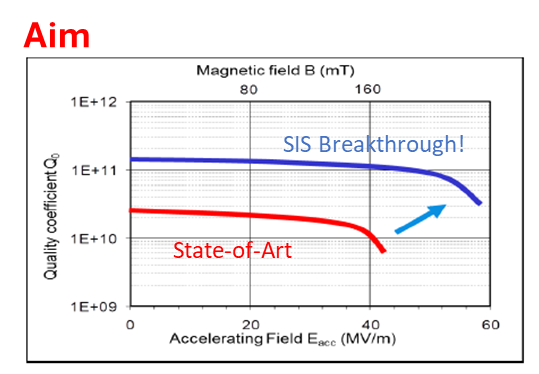 Aim
Magnetic field B (mT)
80 160
1E+12
SIS Breakthrough!
1E+11
Quality coefficient Q₀
1E+10
State-of-Art
1E+09
0 20 40 60
Accelerating Field Eacc (MV/m)